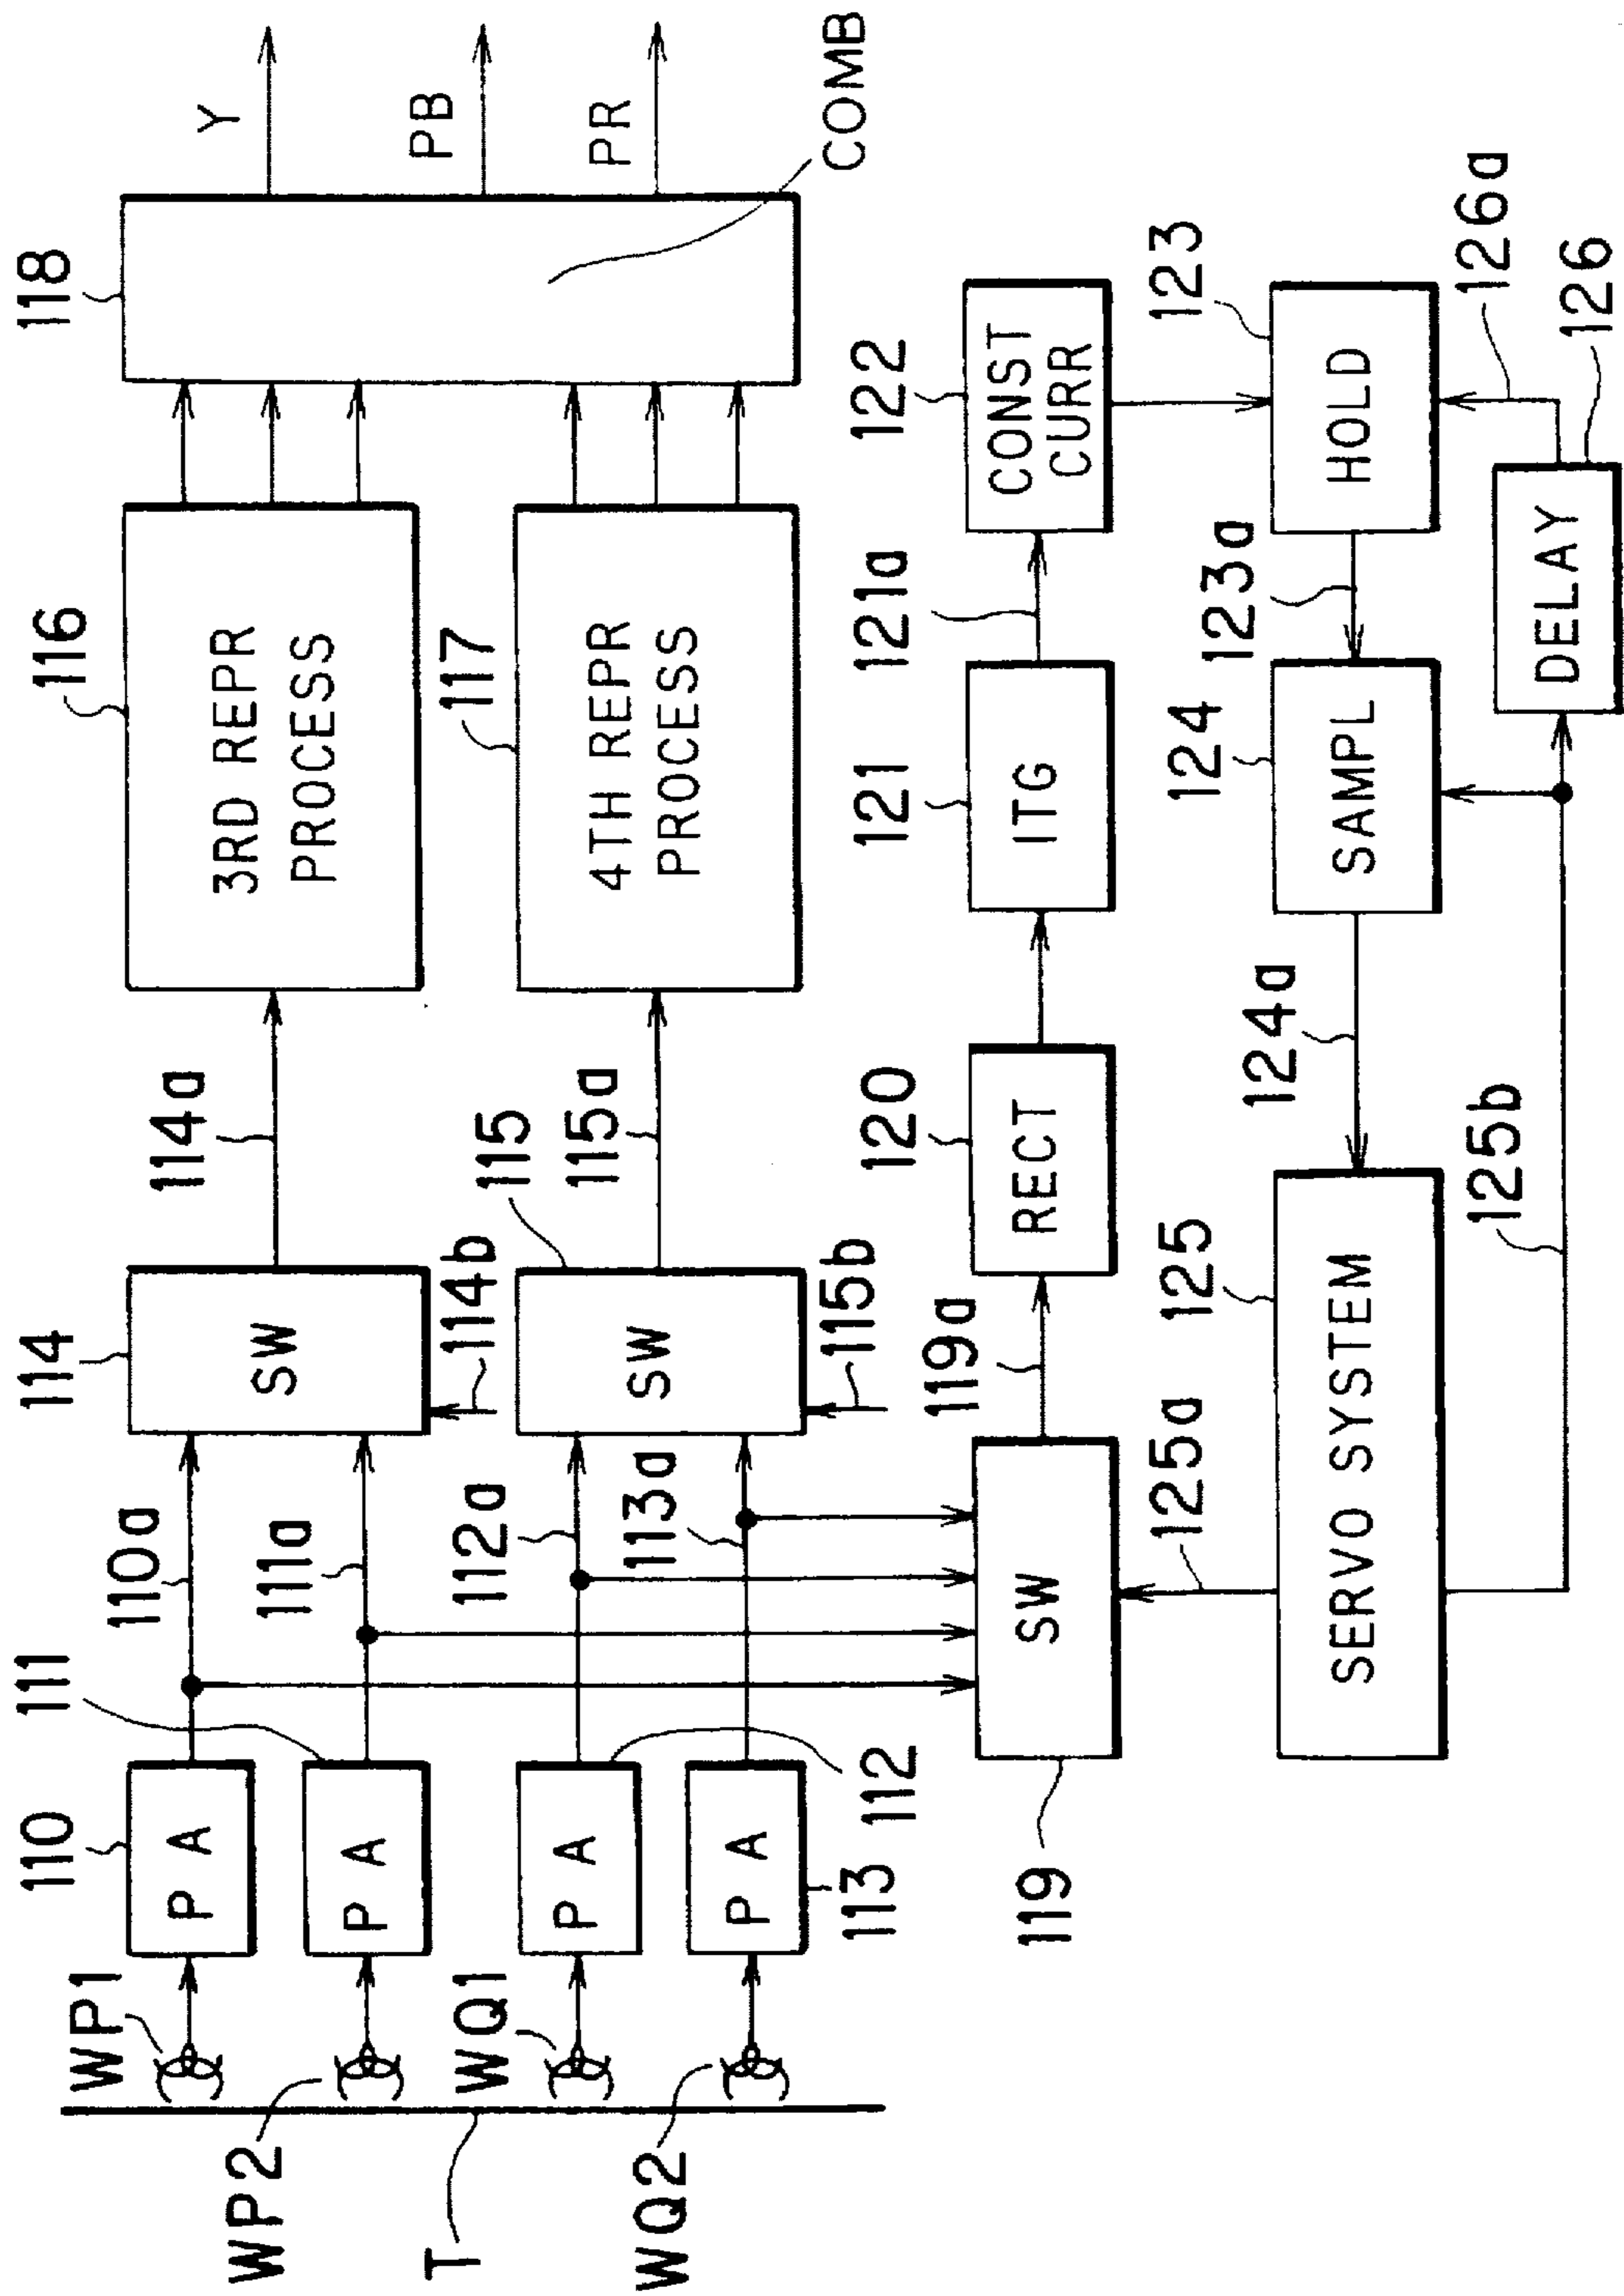 118
Y
PB
PR
COMB
116
3RD REPR
PROCESS
117
4TH REPR
PROCESS
114a
115
115a
114
SW
114b
SW
115b
110a
111a
112a
113a
111
110
P A
P A
P A
112
P A
113
WP1
WP2
WQ1
WQ2
T
119
SW
119a
120
RECT
121
ITG
121a
122
CONST
CURR
123
HOLD
123a
124
SAMPL
124a
125
SERVO SYSTEM
125a
125b
126
DELAY
126a